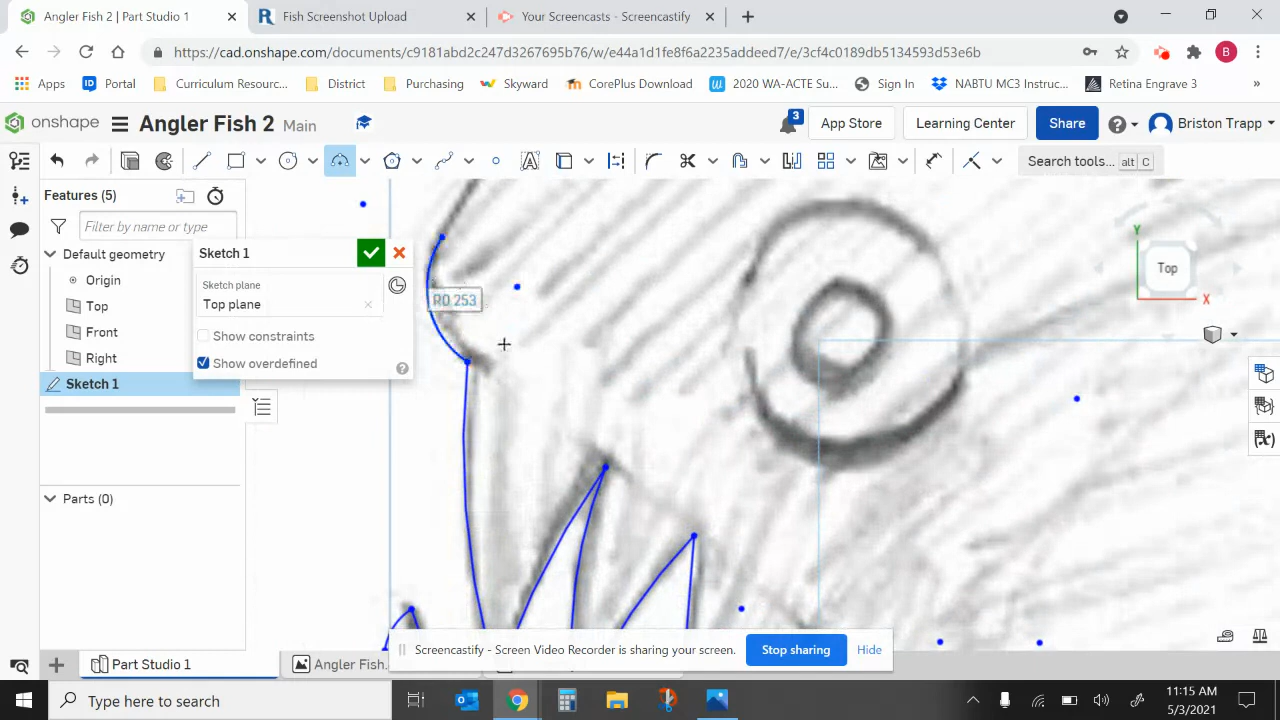 Angler Fish 2 | Part Studio 1
Fish Screenshot Upload
Your Screencasts - Screencastify
https://cad.onshape.com/documents/c9181abd2c247d3267695b76/w/e44a1d1fe8f6a2235addeed7/e/3cf4c0189db5134593d53e6b
B
Apps
Portal
Curriculum Resourc...
District
Purchasing
Skyward
CorePlus Download
2020 WA-ACTE Su...
Sign In
NABTU MC3 Instruc...
Retina Engrave 3
»
onshape
Angler Fish 2 Main
3
App Store
Learning Center
Share
Briston Trapp
Search tools... alt C
Features (5)
Filter by name or type
Default geometry
Origin
Top
Front
Right
Sketch 1
Parts (0)
Sketch 1
Sketch plane
Top plane
Show constraints
Show overdefined
R0.253
Y
Top
X
Screencastify - Screen Video Recorder is sharing your screen.
Stop sharing
Hide
Part Studio 1
Angler Fish.
Type here to search
11:15 AM
5/3/2021